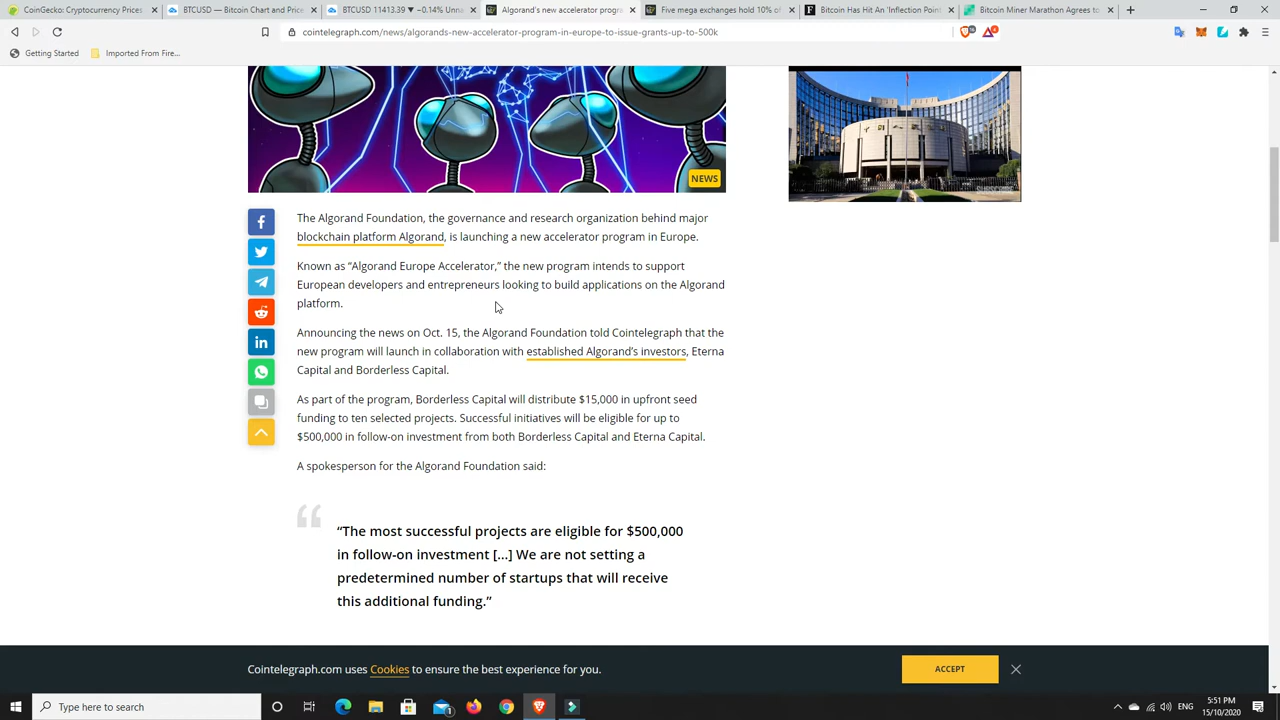 CoinGecko: Cryptocurrency Prices
BTCUSD — Bitcoin Chart and Price
BTCUSD 11413.39 ▼ −0.14% Unna
Algorand's new accelerator progra
Five mega exchanges hold 10% of
Bitcoin Has Hit An 'Inflection Point
Bitcoin Miner Marathon Agrees to
cointelegraph.com/news/algorands-new-accelerator-program-in-europe-to-issue-grants-up-to-500k
Getting Started
Imported From Fire...
NEWS
The Algorand Foundation, the governance and research organization behind major
blockchain platform Algorand, is launching a new accelerator program in Europe.
Known as “Algorand Europe Accelerator,” the new program intends to support
European developers and entrepreneurs looking to build applications on the Algorand
platform.
Announcing the news on Oct. 15, the Algorand Foundation told Cointelegraph that the
new program will launch in collaboration with established Algorand’s investors, Eterna
Capital and Borderless Capital.
As part of the program, Borderless Capital will distribute $15,000 in upfront seed
funding to ten selected projects. Successful initiatives will be eligible for up to
$500,000 in follow-on investment from both Borderless Capital and Eterna Capital.
A spokesperson for the Algorand Foundation said:
“The most successful projects are eligible for $500,000
in follow-on investment [...] We are not setting a
predetermined number of startups that will receive
this additional funding.”
Cointelegraph.com uses Cookies to ensure the best experience for you.
ACCEPT
Type here to search
ENG
5:51 PM
15/10/2020